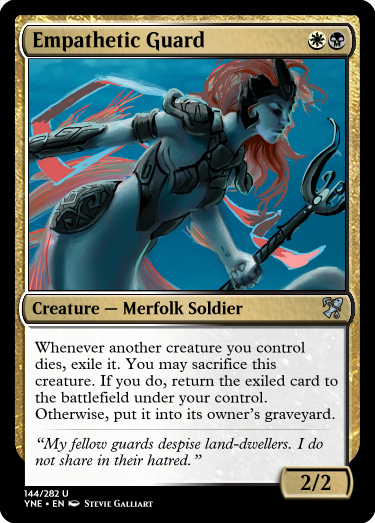 Empathetic Guard
Creature — Merfolk Soldier
Whenever another creature you control
dies, exile it. You may sacrifice this
creature. If you do, return the exiled card to
the battlefield under your control.
Otherwise, put it into its owner's graveyard.
“My fellow guards despise land-dwellers. I do
not share in their hatred.”
2/2
144/282 U
YNE • EN Stevie Galliart